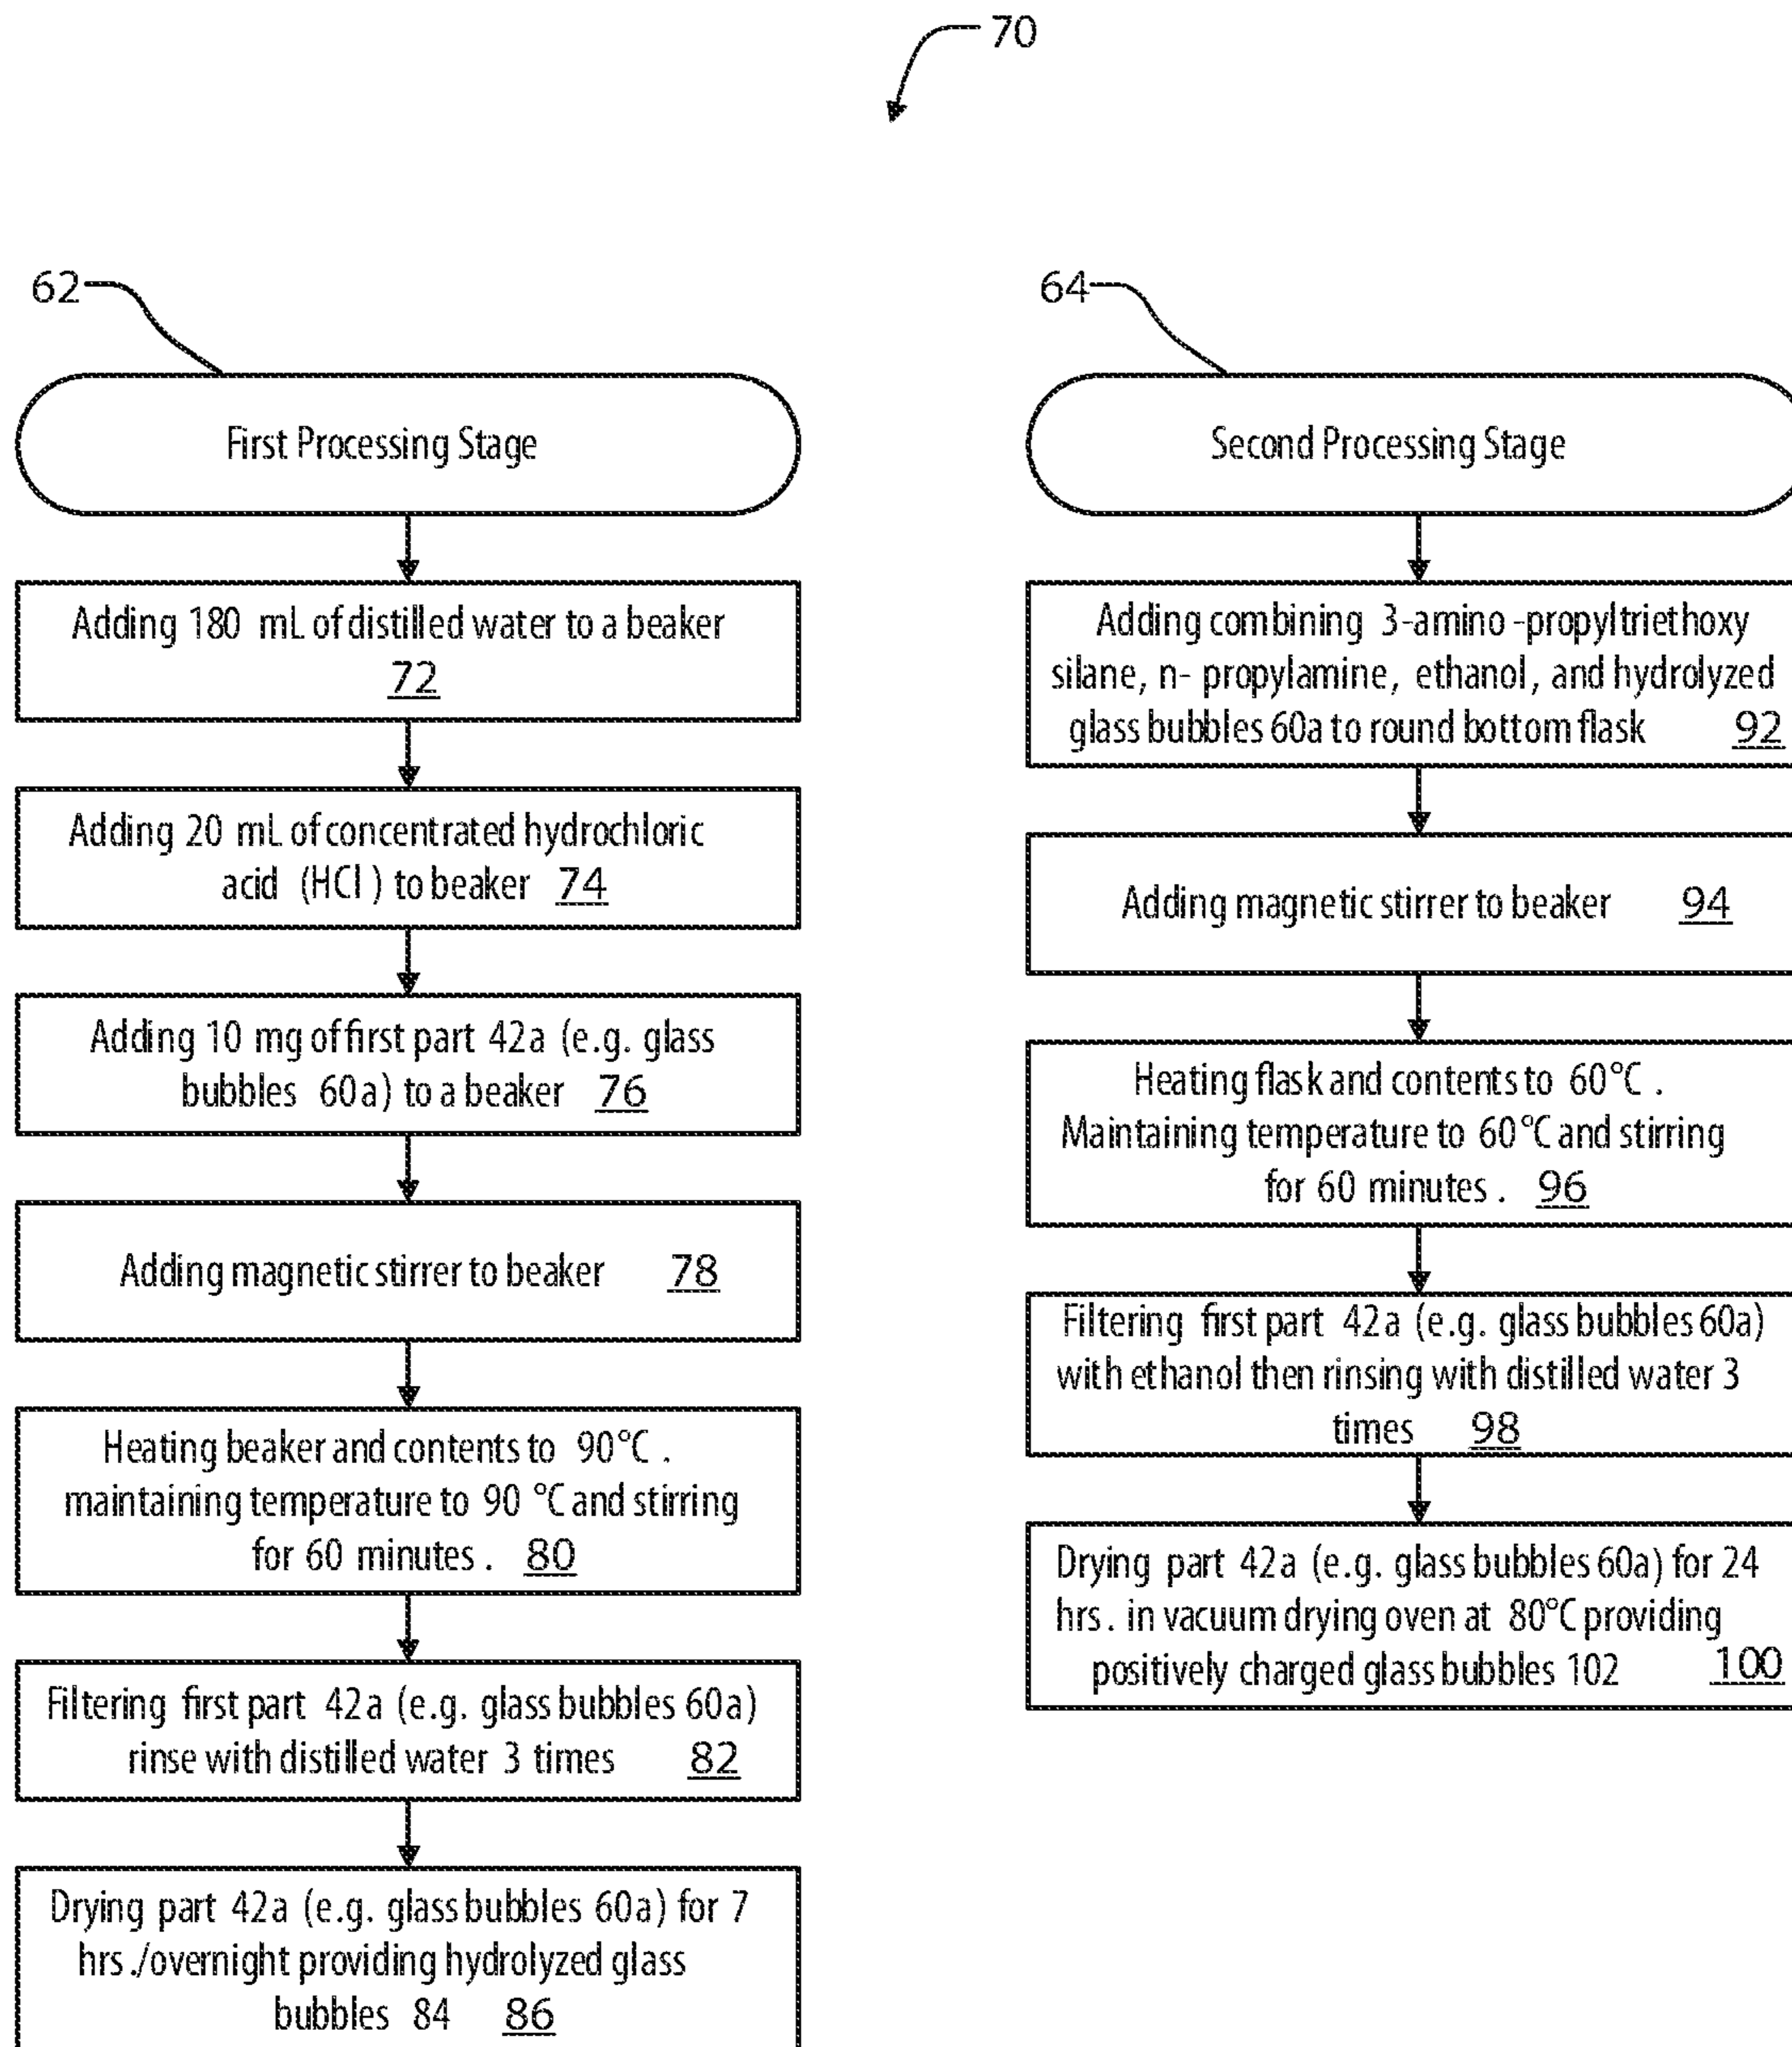 70
62
First Processing Stage
Adding 180 mL of distilled water to a beaker
72
Adding 20 mL of concentrated hydrochloric
acid (HCl) to beaker 74
Adding 10 mg of first part 42a (e.g. glass
bubbles 60a) to a beaker 76
Adding magnetic stirrer to beaker 78
Heating beaker and contents to 90°C.
maintaining temperature to 90 °C and stirring
for 60 minutes. 80
Filtering first part 42a (e.g. glass bubbles 60a)
rinse with distilled water 3 times 82
Drying part 42a (e.g. glass bubbles 60a) for 7
hrs./overnight providing hydrolyzed glass
bubbles 84 86
64
Second Processing Stage
Adding combining 3-amino-propyltriethoxy
silane, n-propylamine, ethanol, and hydrolyzed
glass bubbles 60a to round bottom flask 92
Adding magnetic stirrer to beaker 94
Heating flask and contents to 60°C.
Maintaining temperature to 60°C and stirring
for 60 minutes. 96
Filtering first part 42a (e.g. glass bubbles 60a)
with ethanol then rinsing with distilled water 3
times 98
Drying part 42a (e.g. glass bubbles 60a) for 24
hrs. in vacuum drying oven at 80°C providing
positively charged glass bubbles 102 100